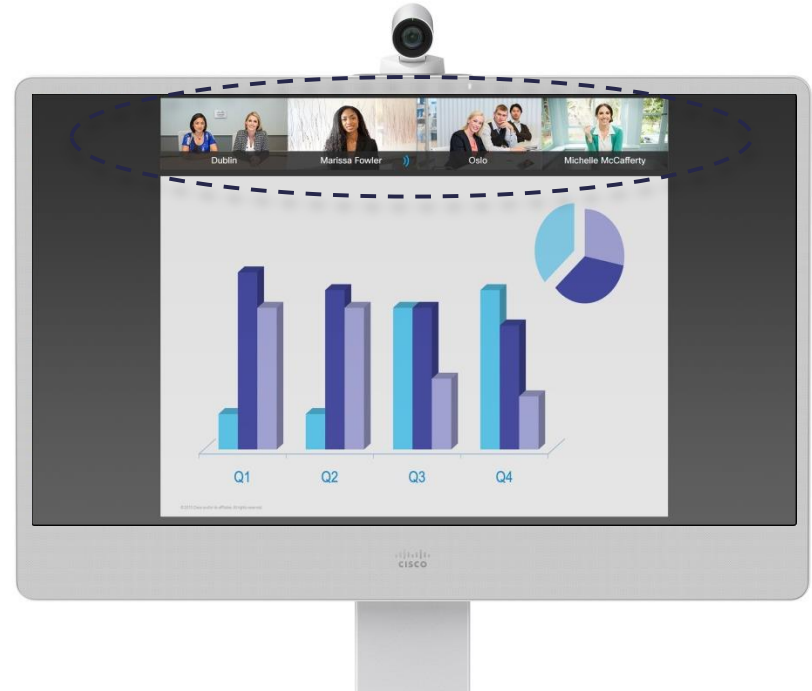 Dublin
Marissa Fowler
Oslo
Michelle McCafferty
Q1 Q2 Q3 Q4
CISCO